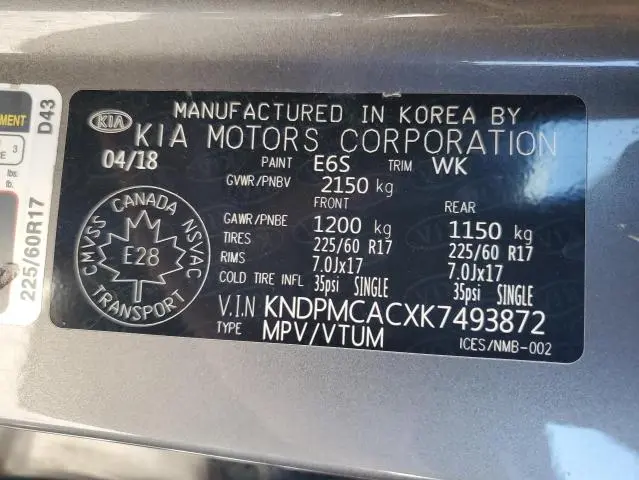 MANUFACTURED IN KOREA BY
KIA KIA MOTORS CORPORATION
04/18 PAINT E6S TRIM WK
GVWR/PNBV 2150 kg
FRONT REAR
GAWR/PNBE 1200 kg 1150 kg
TIRES 225/60 R17 225/60 R17
RIMS 7.0Jx17 7.0Jx17
COLD TIRE INFL 35psi SINGLE 35psi SINGLE
V.I.N KNDPMCACXK7493872
TYPE MPV/VTUM ICES/NMB-002
CANADA
CMVSS NSVAC
E28
TRANSPORT
D43
225/60R17
3
lbs.
lb.